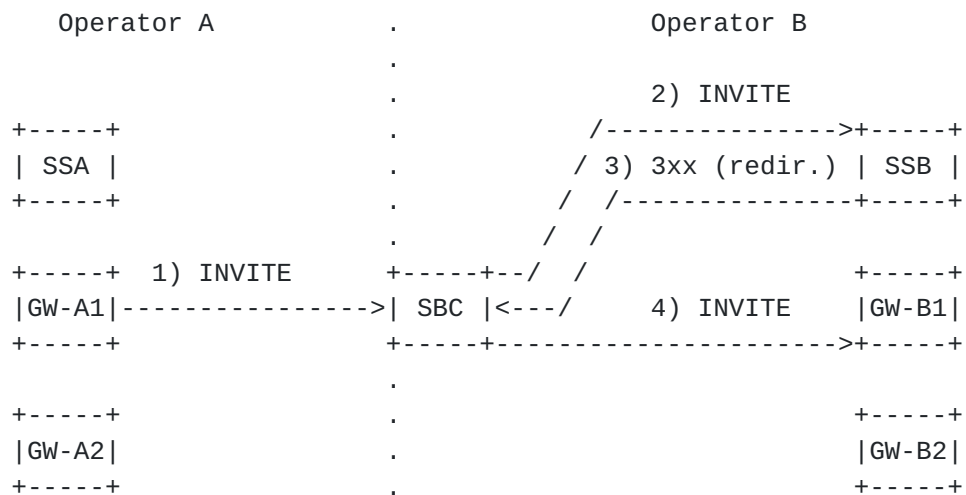 Operator A . Operator B
.
. 2) INVITE
+-----+ . /--------------->+-----+
| SSA | . / 3) 3xx (redir.) | SSB |
+-----+ . / /---------------+-----+
. / /
+-----+ 1) INVITE +-----+--/ / +-----+
|GW-A1|---------------->| SBC |<---/ 4) INVITE |GW-B1|
+-----+ +-----+---------------------->+-----+
.
+-----+ . +-----+
|GW-A2| . |GW-B2|
+-----+ . +-----+